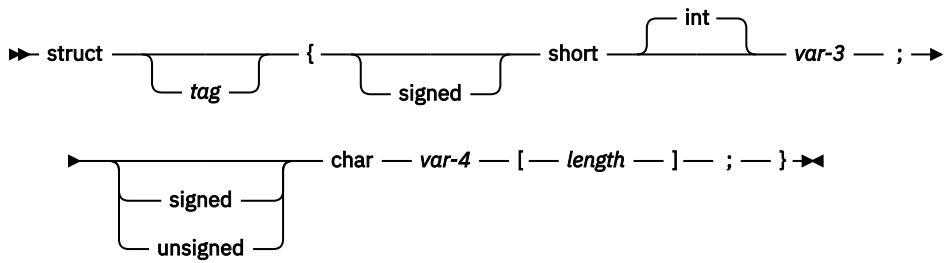 int
struct { short var-3 ;
tag signed
char var-4 [ length ] ; }
signed
unsigned